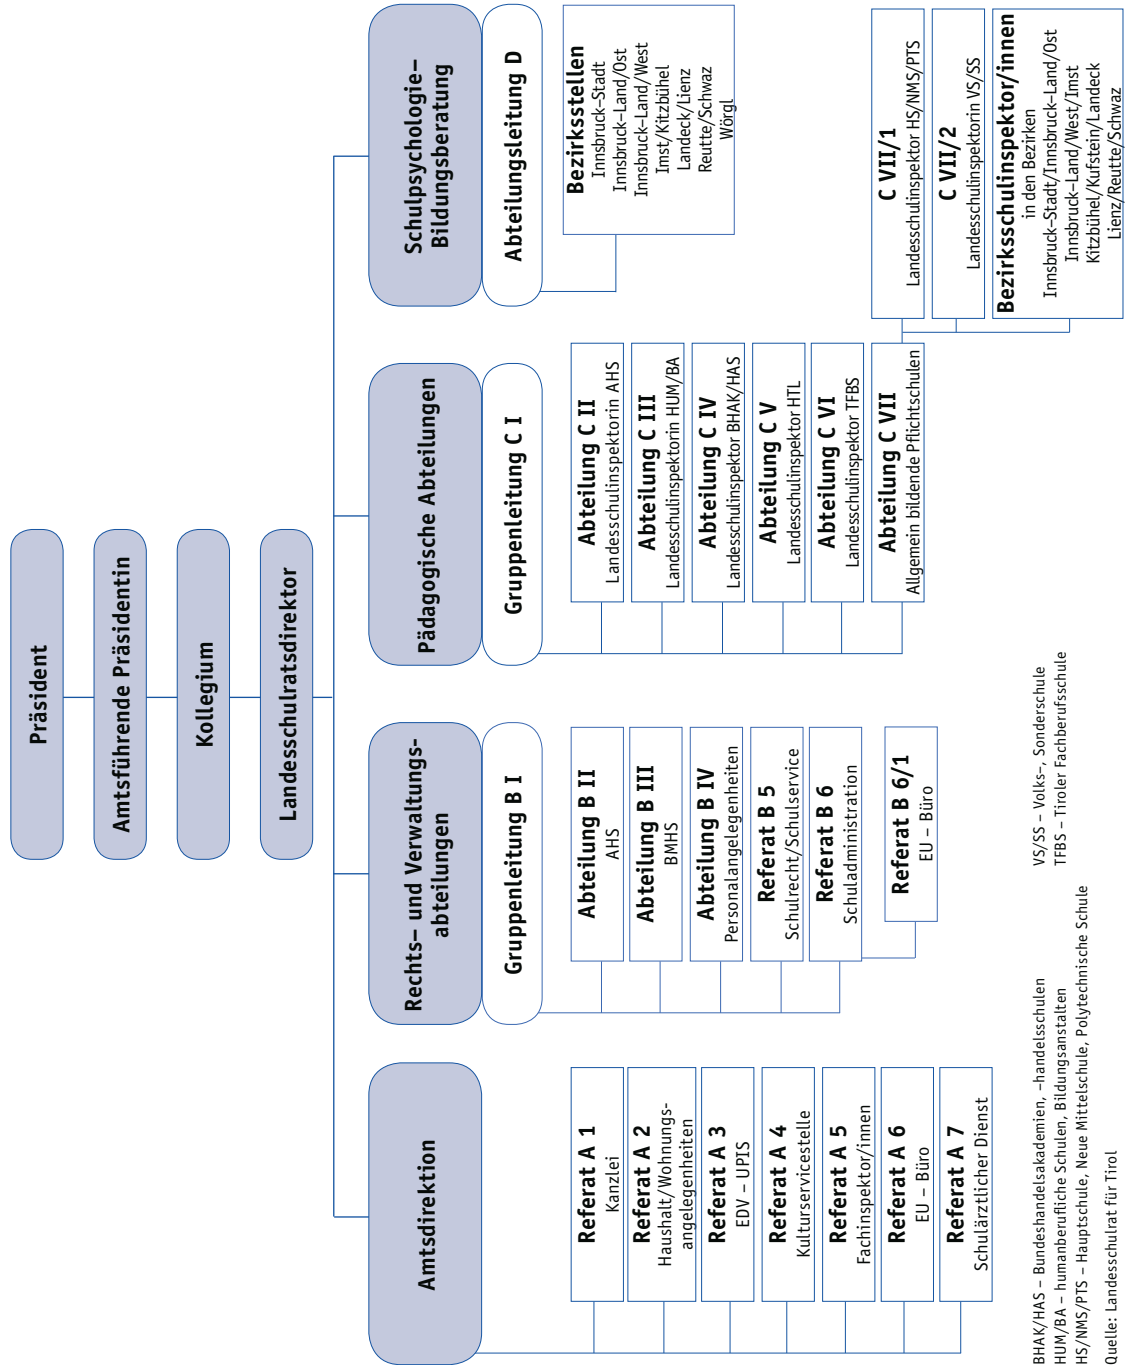 Präsident
Amtsführende Präsidentin
Kollegium
Landesschulratsdirektor
Amtsdirektion
Referat A 1
Kanzlei
Referat A 2
Haushalt/Wohnungs-
angelegenheiten
Referat A 3
EDV – UPIS
Referat A 4
Kulturservicestelle
Referat A 5
Fachinspektor/innen
Referat A 6
EU – Büro
Referat A 7
Schulärztlicher Dienst
Rechts– und Verwaltungs-
abteilungen
Gruppenleitung B I
Abteilung B II
AHS
Abteilung B III
BMHS
Abteilung B IV
Personalangelegenheiten
Referat B 5
Schulrecht/Schulservice
Referat B 6
Schuladministration
Referat B 6/1
EU – Büro
Pädagogische Abteilungen
Gruppenleitung C I
Abteilung C II
Landesschulinspektorin AHS
Abteilung C III
Landesschulinspektorin HUM/BA
Abteilung C IV
Landesschulinspektor BHAK/HAS
Abteilung C V
Landesschulinspektor HTL
Abteilung C VI
Landesschulinspektor TFBS
Abteilung C VII
Allgemein bildende Pflichtschulen
C VII/1
Landesschulinspektor HS/NMS/PTS
C VII/2
Landesschulinspektorin VS/SS
Bezirksschulinspektor/innen
in den Bezirken
Innsbruck–Stadt/Innsbruck–Land/Ost
Innsbruck–Land/West/Imst
Kitzbühel/Kufstein/Landeck
Lienz/Reutte/Schwaz
Schulpsychologie–
Bildungsberatung
Abteilungsleitung D
Bezirksstellen
Innsbruck–Stadt
Innsbruck–Land/Ost
Innsbruck–Land/West
Imst/Kitzbühel
Landeck/Lienz
Reutte/Schwaz
Wörgl
BHAK/HAS – Bundeshandelsakademien, –handelsschulen
HUM/BA – humanberufliche Schulen, Bildungsanstalten
HS/NMS/PTS – Hauptschule, Neue Mittelschule, Polytechnische Schule
VS/SS – Volks–, Sonderschule
TFBS – Tiroler Fachberufsschule
Quelle: Landesschulrat für Tirol